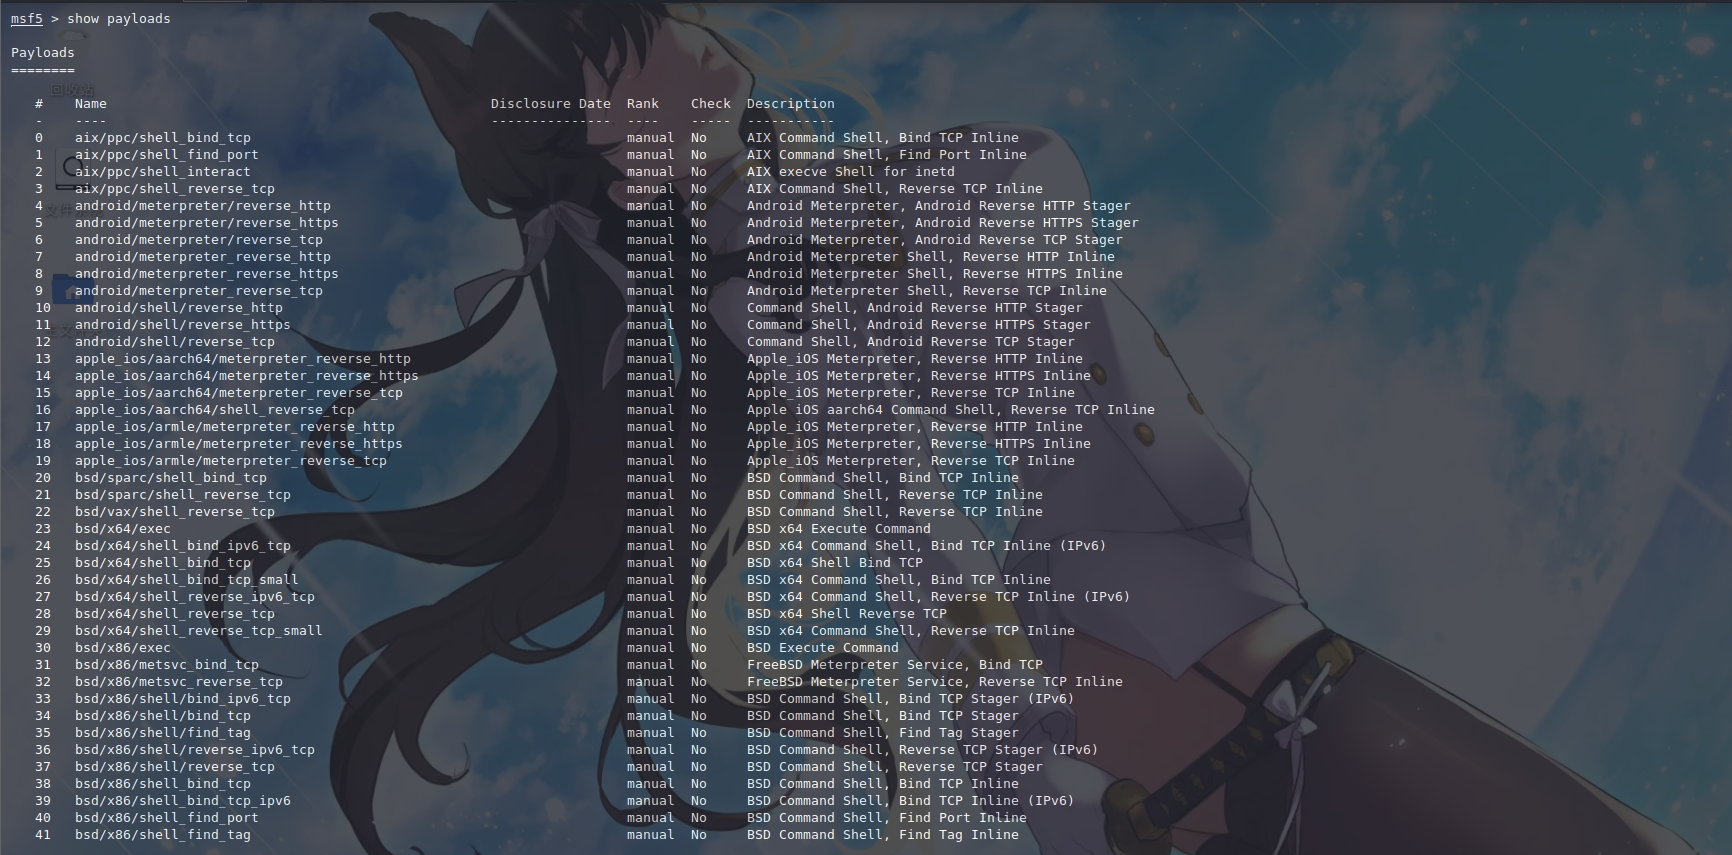 msf5 > show payloads
Payloads
========
# Name Disclosure Date Rank Check Description
- ---- --------------- ---- ----- -----------
0 aix/ppc/shell_bind_tcp manual No AIX Command Shell, Bind TCP Inline
1 aix/ppc/shell_find_port manual No AIX Command Shell, Find Port Inline
2 aix/ppc/shell_interact manual No AIX execve Shell for inetd
3 aix/ppc/shell_reverse_tcp manual No AIX Command Shell, Reverse TCP Inline
4 android/meterpreter/reverse_http manual No Android Meterpreter, Android Reverse HTTP Stager
5 android/meterpreter/reverse_https manual No Android Meterpreter, Android Reverse HTTPS Stager
6 android/meterpreter/reverse_tcp manual No Android Meterpreter, Android Reverse TCP Stager
7 android/meterpreter_reverse_http manual No Android Meterpreter Shell, Reverse HTTP Inline
8 android/meterpreter_reverse_https manual No Android Meterpreter Shell, Reverse HTTPS Inline
9 android/meterpreter_reverse_tcp manual No Android Meterpreter Shell, Reverse TCP Inline
10 android/shell/reverse_http manual No Command Shell, Android Reverse HTTP Stager
11 android/shell/reverse_https manual No Command Shell, Android Reverse HTTPS Stager
12 android/shell/reverse_tcp manual No Command Shell, Android Reverse TCP Stager
13 apple_ios/aarch64/meterpreter_reverse_http manual No Apple_iOS Meterpreter, Reverse HTTP Inline
14 apple_ios/aarch64/meterpreter_reverse_https manual No Apple_iOS Meterpreter, Reverse HTTPS Inline
15 apple_ios/aarch64/meterpreter_reverse_tcp manual No Apple_iOS Meterpreter, Reverse TCP Inline
16 apple_ios/aarch64/shell_reverse_tcp manual No Apple iOS aarch64 Command Shell, Reverse TCP Inline
17 apple_ios/armle/meterpreter_reverse_http manual No Apple_iOS Meterpreter, Reverse HTTP Inline
18 apple_ios/armle/meterpreter_reverse_https manual No Apple_iOS Meterpreter, Reverse HTTPS Inline
19 apple_ios/armle/meterpreter_reverse_tcp manual No Apple_iOS Meterpreter, Reverse TCP Inline
20 bsd/sparc/shell_bind_tcp manual No BSD Command Shell, Bind TCP Inline
21 bsd/sparc/shell_reverse_tcp manual No BSD Command Shell, Reverse TCP Inline
22 bsd/vax/shell_reverse_tcp manual No BSD Command Shell, Reverse TCP Inline
23 bsd/x64/exec manual No BSD x64 Execute Command
24 bsd/x64/shell_bind_ipv6_tcp manual No BSD x64 Command Shell, Bind TCP Inline (IPv6)
25 bsd/x64/shell_bind_tcp manual No BSD x64 Shell Bind TCP
26 bsd/x64/shell_bind_tcp_small manual No BSD x64 Command Shell, Bind TCP Inline
27 bsd/x64/shell_reverse_ipv6_tcp manual No BSD x64 Command Shell, Reverse TCP Inline (IPv6)
28 bsd/x64/shell_reverse_tcp manual No BSD x64 Shell Reverse TCP
29 bsd/x64/shell_reverse_tcp_small manual No BSD x64 Command Shell, Reverse TCP Inline
30 bsd/x86/exec manual No BSD Execute Command
31 bsd/x86/metsvc_bind_tcp manual No FreeBSD Meterpreter Service, Bind TCP
32 bsd/x86/metsvc_reverse_tcp manual No FreeBSD Meterpreter Service, Reverse TCP Inline
33 bsd/x86/shell/bind_ipv6_tcp manual No BSD Command Shell, Bind TCP Stager (IPv6)
34 bsd/x86/shell/bind_tcp manual No BSD Command Shell, Bind TCP Stager
35 bsd/x86/shell/find_tag manual No BSD Command Shell, Find Tag Stager
36 bsd/x86/shell/reverse_ipv6_tcp manual No BSD Command Shell, Reverse TCP Stager (IPv6)
37 bsd/x86/shell/reverse_tcp manual No BSD Command Shell, Reverse TCP Stager
38 bsd/x86/shell_bind_tcp manual No BSD Command Shell, Bind TCP Inline
39 bsd/x86/shell_bind_tcp_ipv6 manual No BSD Command Shell, Bind TCP Inline (IPv6)
40 bsd/x86/shell_find_port manual No BSD Command Shell, Find Port Inline
41 bsd/x86/shell_find_tag manual No BSD Command Shell, Find Tag Inline
回收站